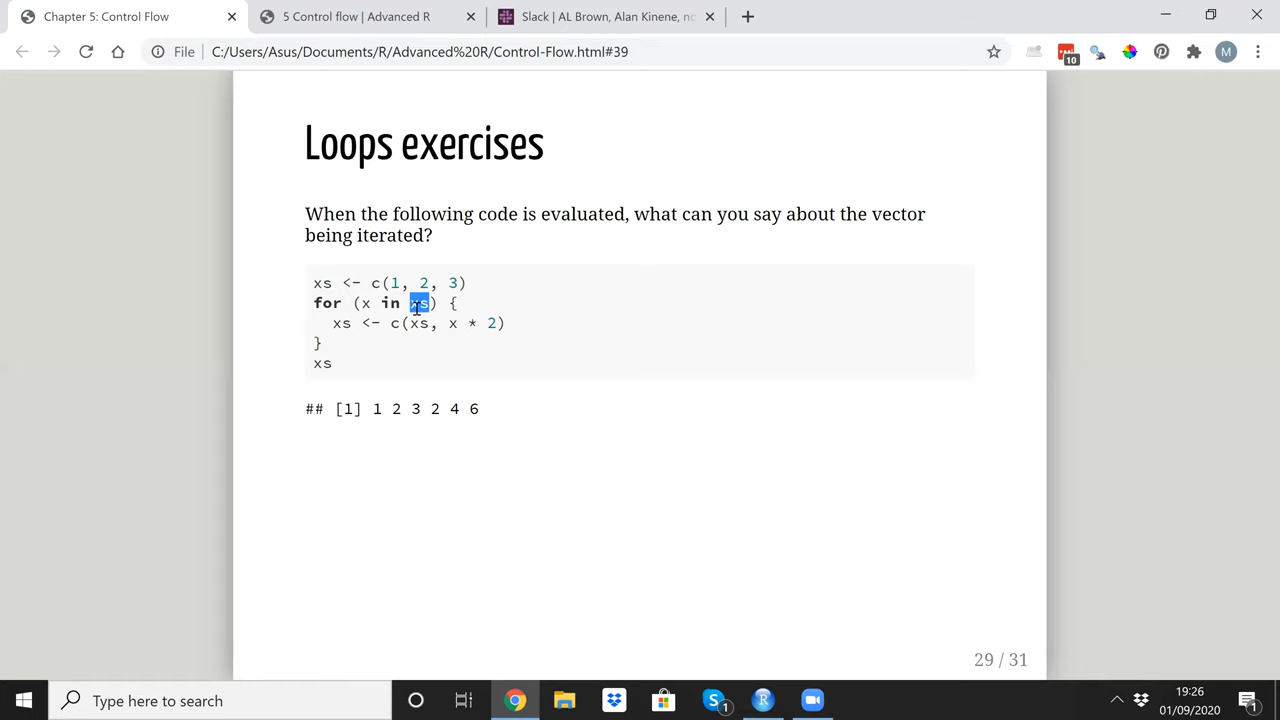 Chapter 5: Control Flow
5 Control flow | Advanced R
Slack | AL Brown, Alan Kinene, nc
File
C:/Users/Asus/Documents/R/Advanced%20R/Control-Flow.html#39
10
M
Loops exercises
When the following code is evaluated, what can you say about the vector
being iterated?
xs <- c(1, 2, 3)
for (x in xs) {
  xs <- c(xs, x * 2)
}
xs
## [1] 1 2 3 2 4 6
29 / 31
Type here to search
1
19:26
01/09/2020
1